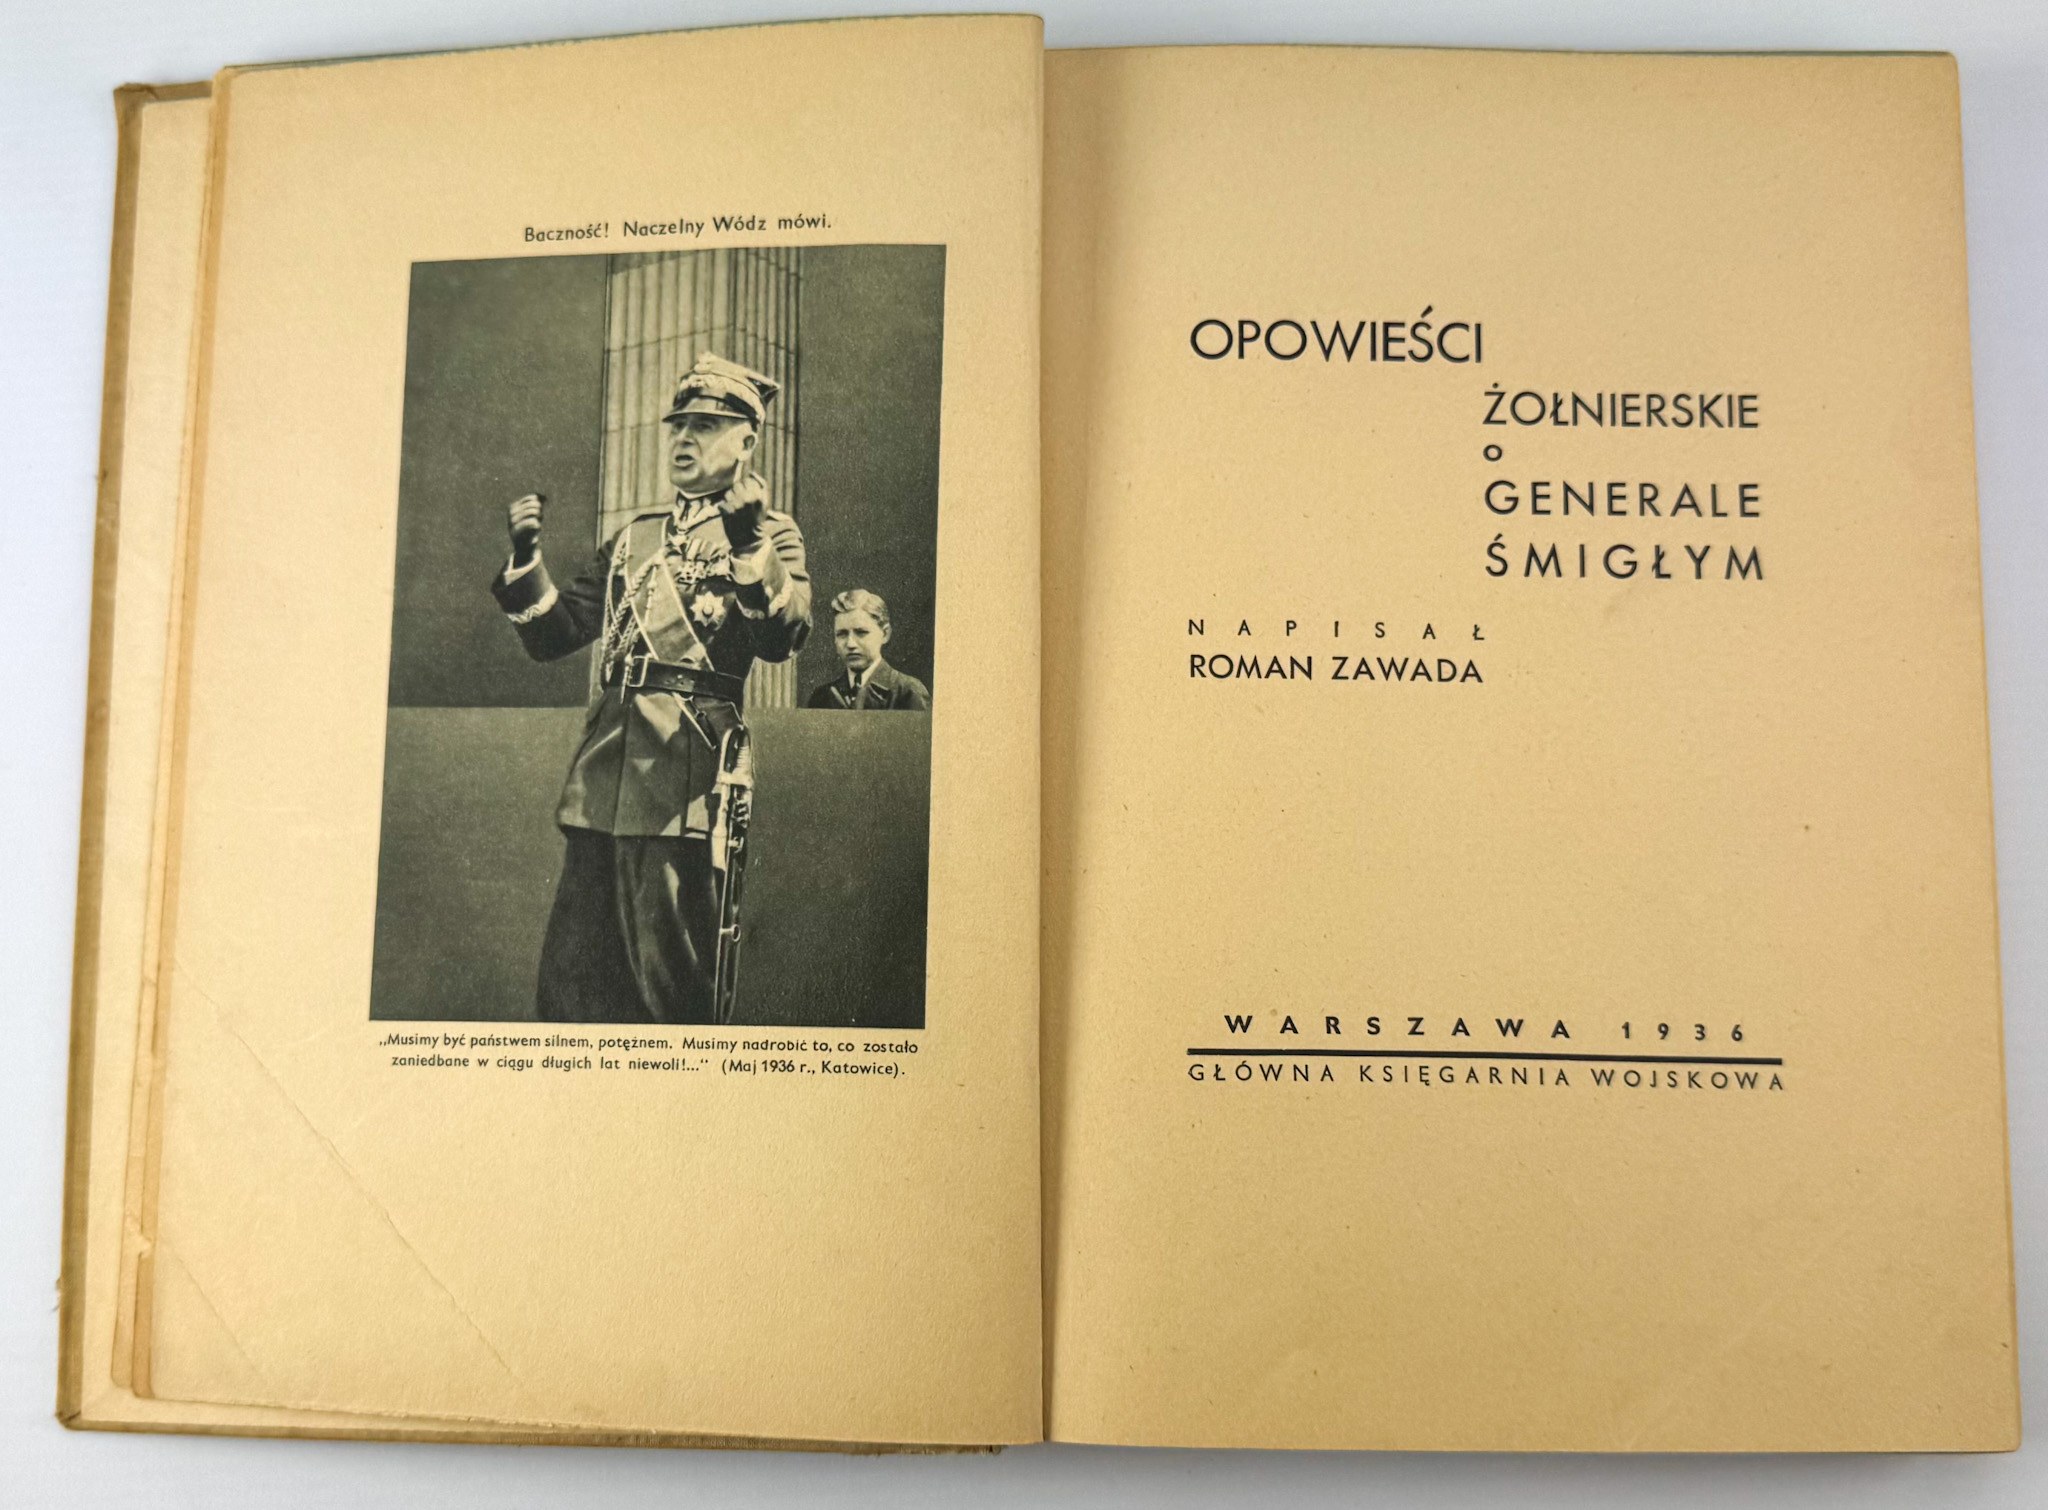 Baczność! Naczelny Wódz mówi.
„Musimy być państwem silnem, potężnem. Musimy nadrobić to, co zostało
zaniedbane w ciągu długich lat niewoli!...“ (Maj 1936 r., Katowice).
OPOWIEŚCI
ŻOŁNIERSKIE
o
GENERALE
ŚMIGŁYM
NAPISAŁ
ROMAN ZAWADA
WARSZAWA 1936
GŁÓWNA KSIĘGARNIA WOJSKOWA